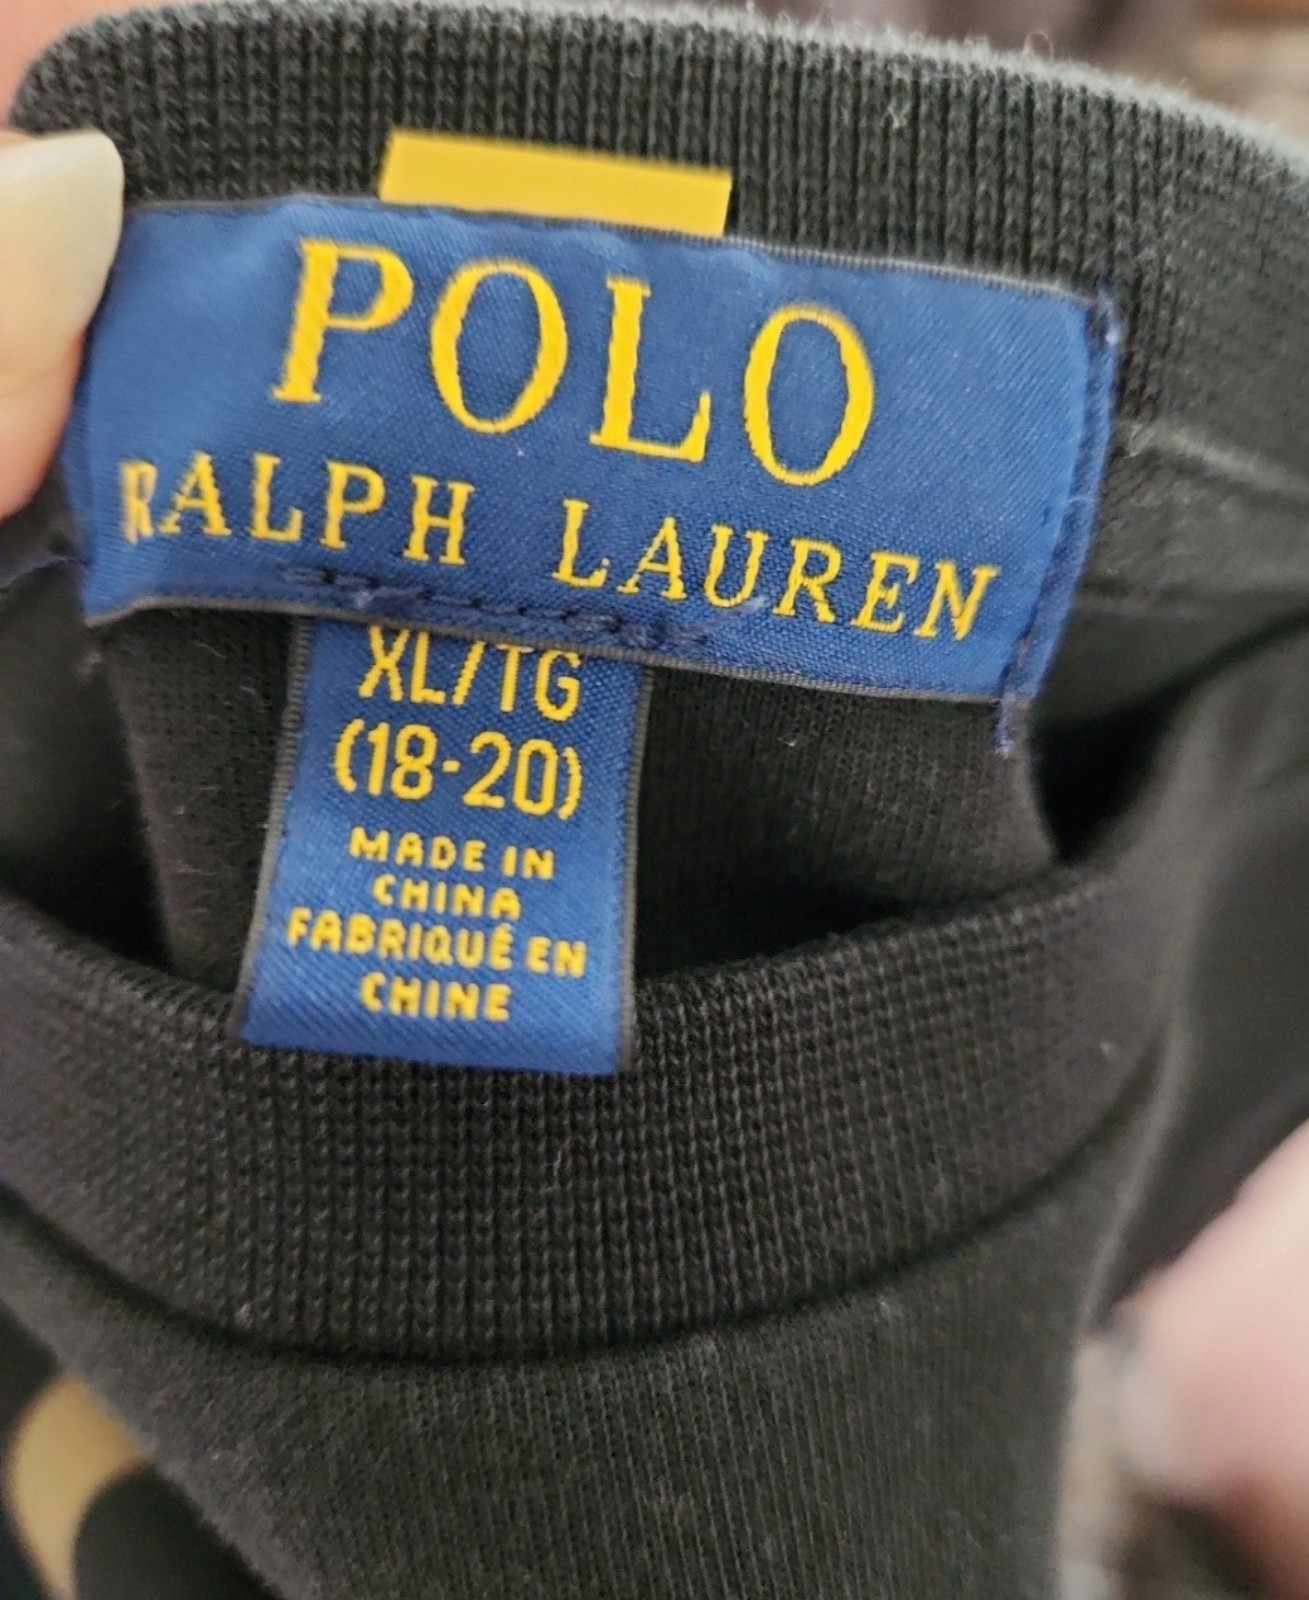 POLO
RALPH LAUREN
XL/TG
(18-20)
MADE IN
CHINA
FABRIQUÉ EN
CHINE